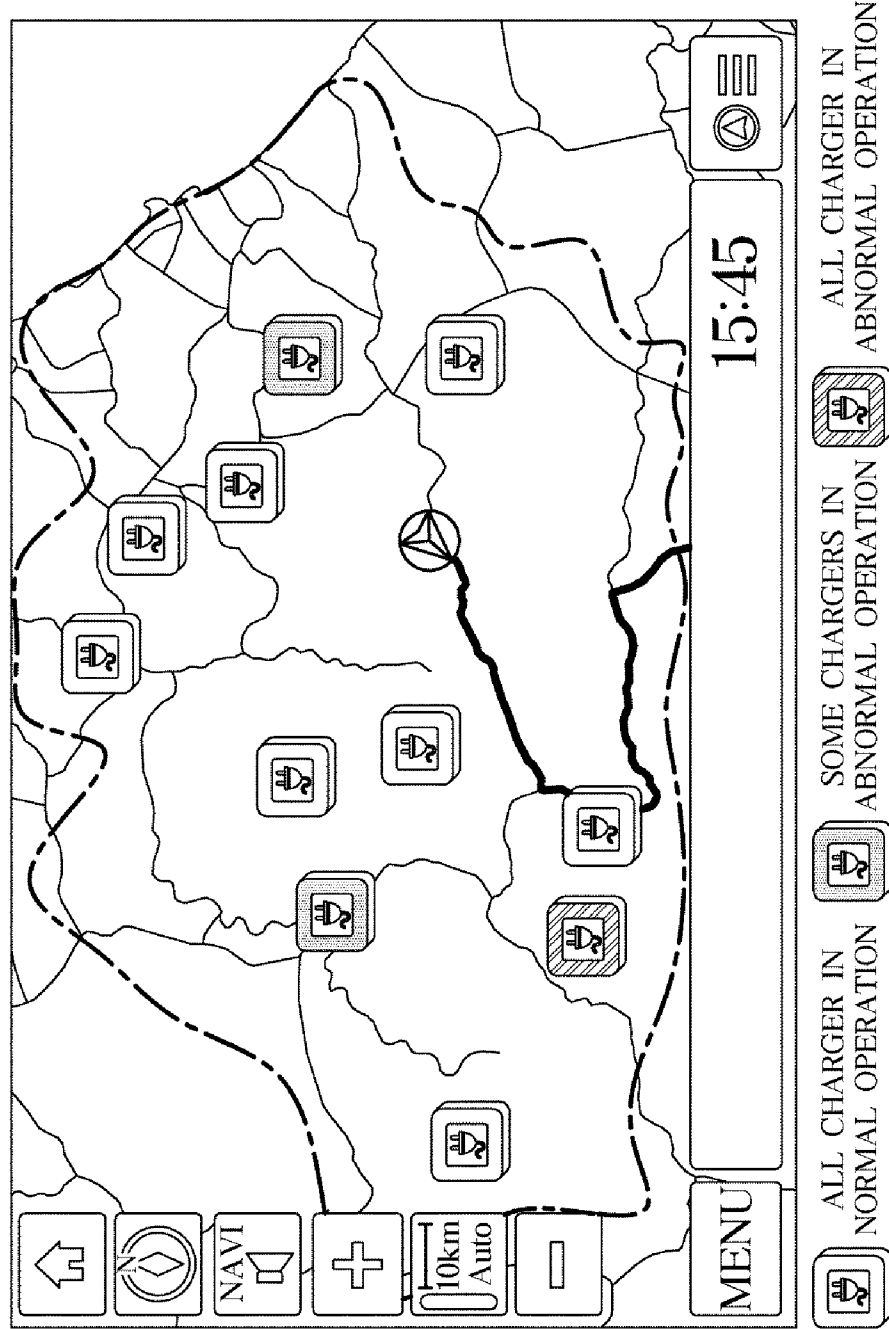 N
NAVI
10km
Auto
MENU
15:45
ALL CHARGER IN
NORMAL OPERATION
SOME CHARGERS IN
ABNORMAL OPERATION
ALL CHARGER IN
ABNORMAL OPERATION